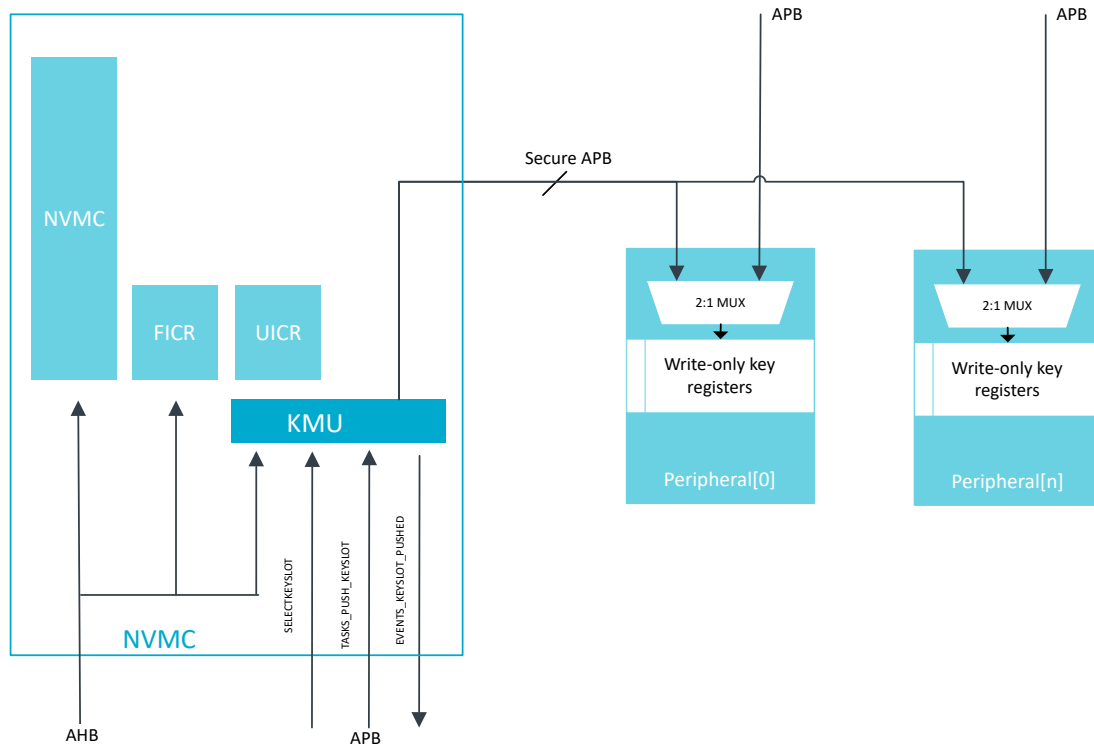 APB
APB
Secure APB
NVMC
FICR
UICR
KMU
2:1 MUX
Write-only key
registers
Peripheral[0]
2:1 MUX
Write-only key
registers
Peripheral[n]
SELECTKEYSLOT
TASKS_PUSH_KEYSLOT
EVENTS_KEYSLOT_PUSHED
NVMC
AHB
APB